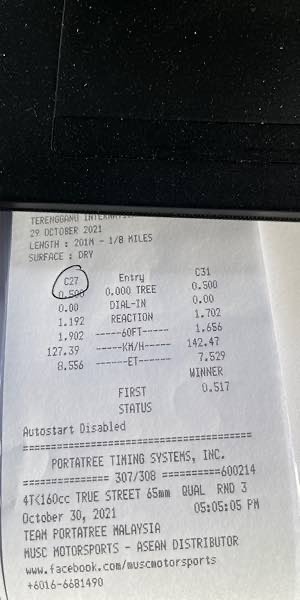 TERENGGANU
29 OCTOBER 2021
LENGTH : 201M - 1/8 MILES
SURFACE : DRY
C27 Entry C31
0.500 0.000 TREE 0.500
0.00 DIAL-IN 0.00
1.192 REACTION 1.702
1.902 ------60FT------ 1.656
127.39 ------KM/H------ 142.47
8.556 -------ET------- 7.529
WINNER
FIRST 0.517
STATUS
Autostart Disabled
========================================
PORTATREE TIMING SYSTEMS, INC.
=============== 307/308 ==========600214
4T<160cc TRUE STREET 65mm QUAL RND 3
October 30, 2021 05:05:05 PM
TEAM PORTATREE MALAYSIA
MUSC MOTORSPORTS - ASEAN DISTRIBUTOR
www.facebook.com/muscmotorsports
+6016-6681490